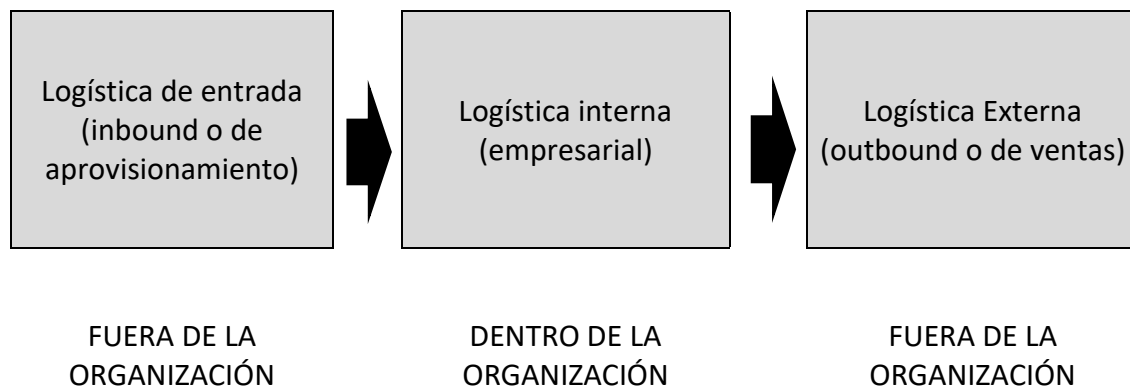 Logística de entrada
(inbound o de
aprovisionamiento)
Logística interna
(empresarial)
Logística Externa
(outbound o de ventas)
FUERA DE LA
ORGANIZACIÓN
DENTRO DE LA
ORGANIZACIÓN
FUERA DE LA
ORGANIZACIÓN